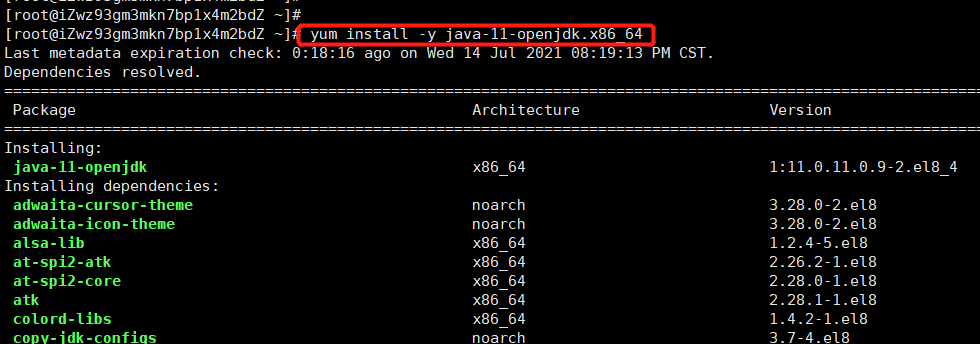 [root@iZwz93gm3mkn7bp1x4m2bdZ ~]#
[root@iZwz93gm3mkn7bp1x4m2bdZ ~]# yum install -y java-11-openjdk.x86_64
Last metadata expiration check: 0:18:16 ago on Wed 14 Jul 2021 08:19:13 PM CST.
Dependencies resolved.
================================================================================
Package Architecture Version
================================================================================
Installing:
java-11-openjdk x86_64 1:11.0.11.0.9-2.el8_4
Installing dependencies:
adwaita-cursor-theme noarch 3.28.0-2.el8
adwaita-icon-theme noarch 3.28.0-2.el8
alsa-lib x86_64 1.2.4-5.el8
at-spi2-atk x86_64 2.26.2-1.el8
at-spi2-core x86_64 2.28.0-1.el8
atk x86_64 2.28.1-1.el8
colord-libs x86_64 1.4.2-1.el8
copy-jdk-configs noarch 3.7-4.el8